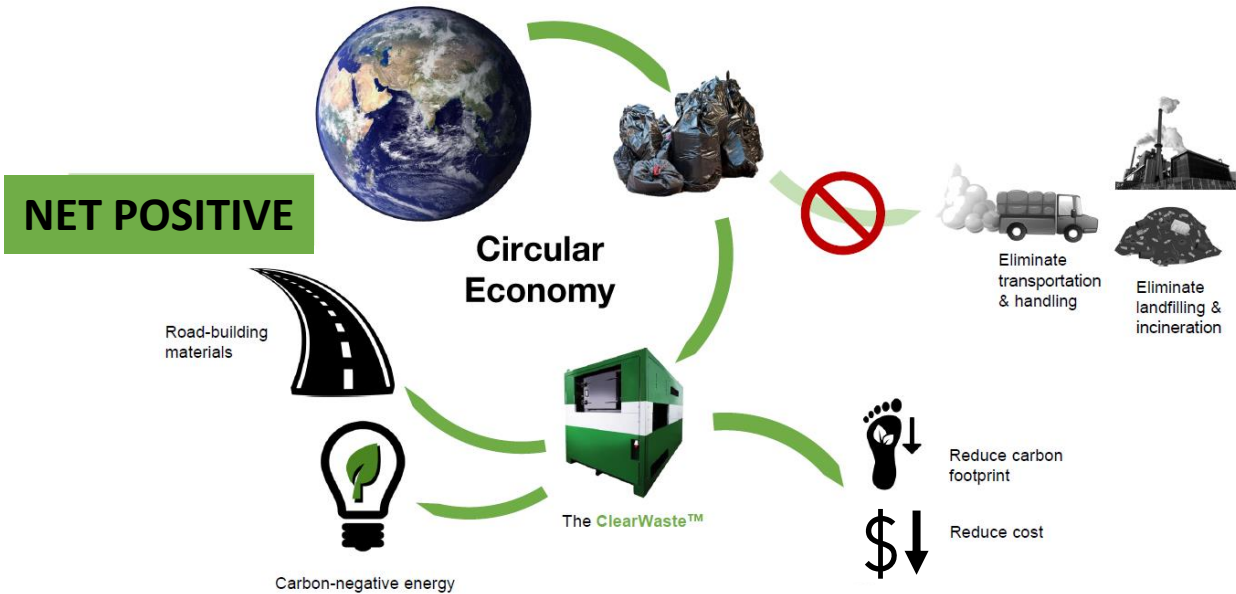 NET POSITIVE
Circular
Economy
Eliminate
transportation
& handling
Eliminate
landfilling &
incineration
Road-building
materials
Reduce carbon
footprint
The ClearWaste™
$
Reduce cost
Carbon-negative energy